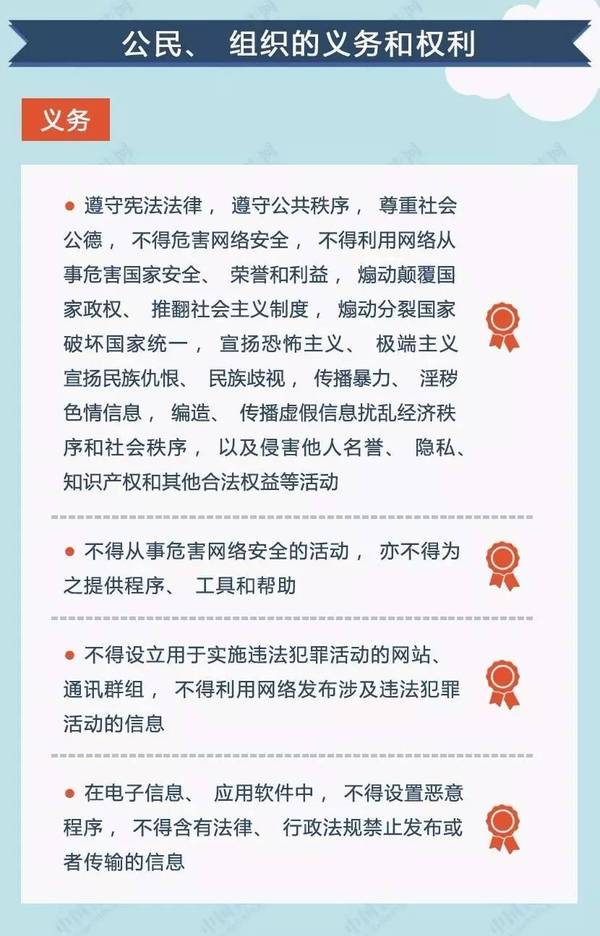 公民、 组织的义务和权利
义务
● 遵守宪法法律， 遵守公共秩序， 尊重社会
公德， 不得危害网络安全， 不得利用网络从
事危害国家安全、 荣誉和利益， 煽动颠覆国
家政权、 推翻社会主义制度， 煽动分裂国家
破坏国家统一， 宣扬恐怖主义、 极端主义
宣扬民族仇恨、 民族歧视， 传播暴力、 淫秽
色情信息， 编造、 传播虚假信息扰乱经济秩
序和社会秩序， 以及侵害他人名誉、 隐私、
知识产权和其他合法权益等活动
● 不得从事危害网络安全的活动， 亦不得为
之提供程序、 工具和帮助
● 不得设立用于实施违法犯罪活动的网站、
通讯群组， 不得利用网络发布涉及违法犯罪
活动的信息
● 在电子信息、 应用软件中， 不得设置恶意
程序， 不得含有法律、 行政法规禁止发布或
者传输的信息